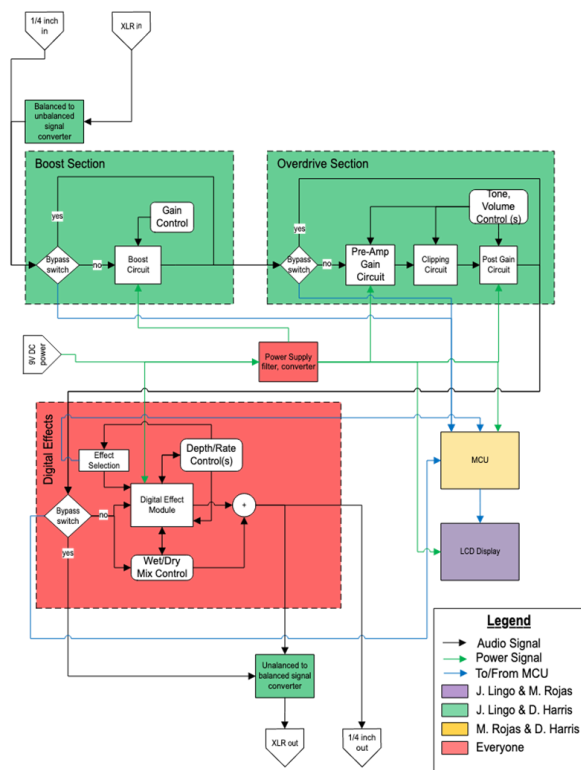 1/4 inch
in
XLR in
Balanced to
unbalanced signal
converter
Boost Section
yes
Gain
Control
Bypass
switch
no
Boost
Circuit
Overdrive Section
yes
Tone,
Volume
Control (s)
Bypass
switch
no
Pre-Amp
Gain
Circuit
Clipping
Circuit
Post Gain
Circuit
9V DC
power
Power Supply
filter, converter
Digital Effects
Effect
Selection
Depth/Rate
Control(s)
Bypass
switch
no
yes
Digital Effect
Module
+
Wet/Dry
Mix Control
MCU
LCD Display
Unalanced to
balanced signal
converter
XLR out
1/4 inch
out
Legend
Audio Signal
Power Signal
To/From MCU
J. Lingo & M. Rojas
J. Lingo & D. Harris
M. Rojas & D. Harris
Everyone